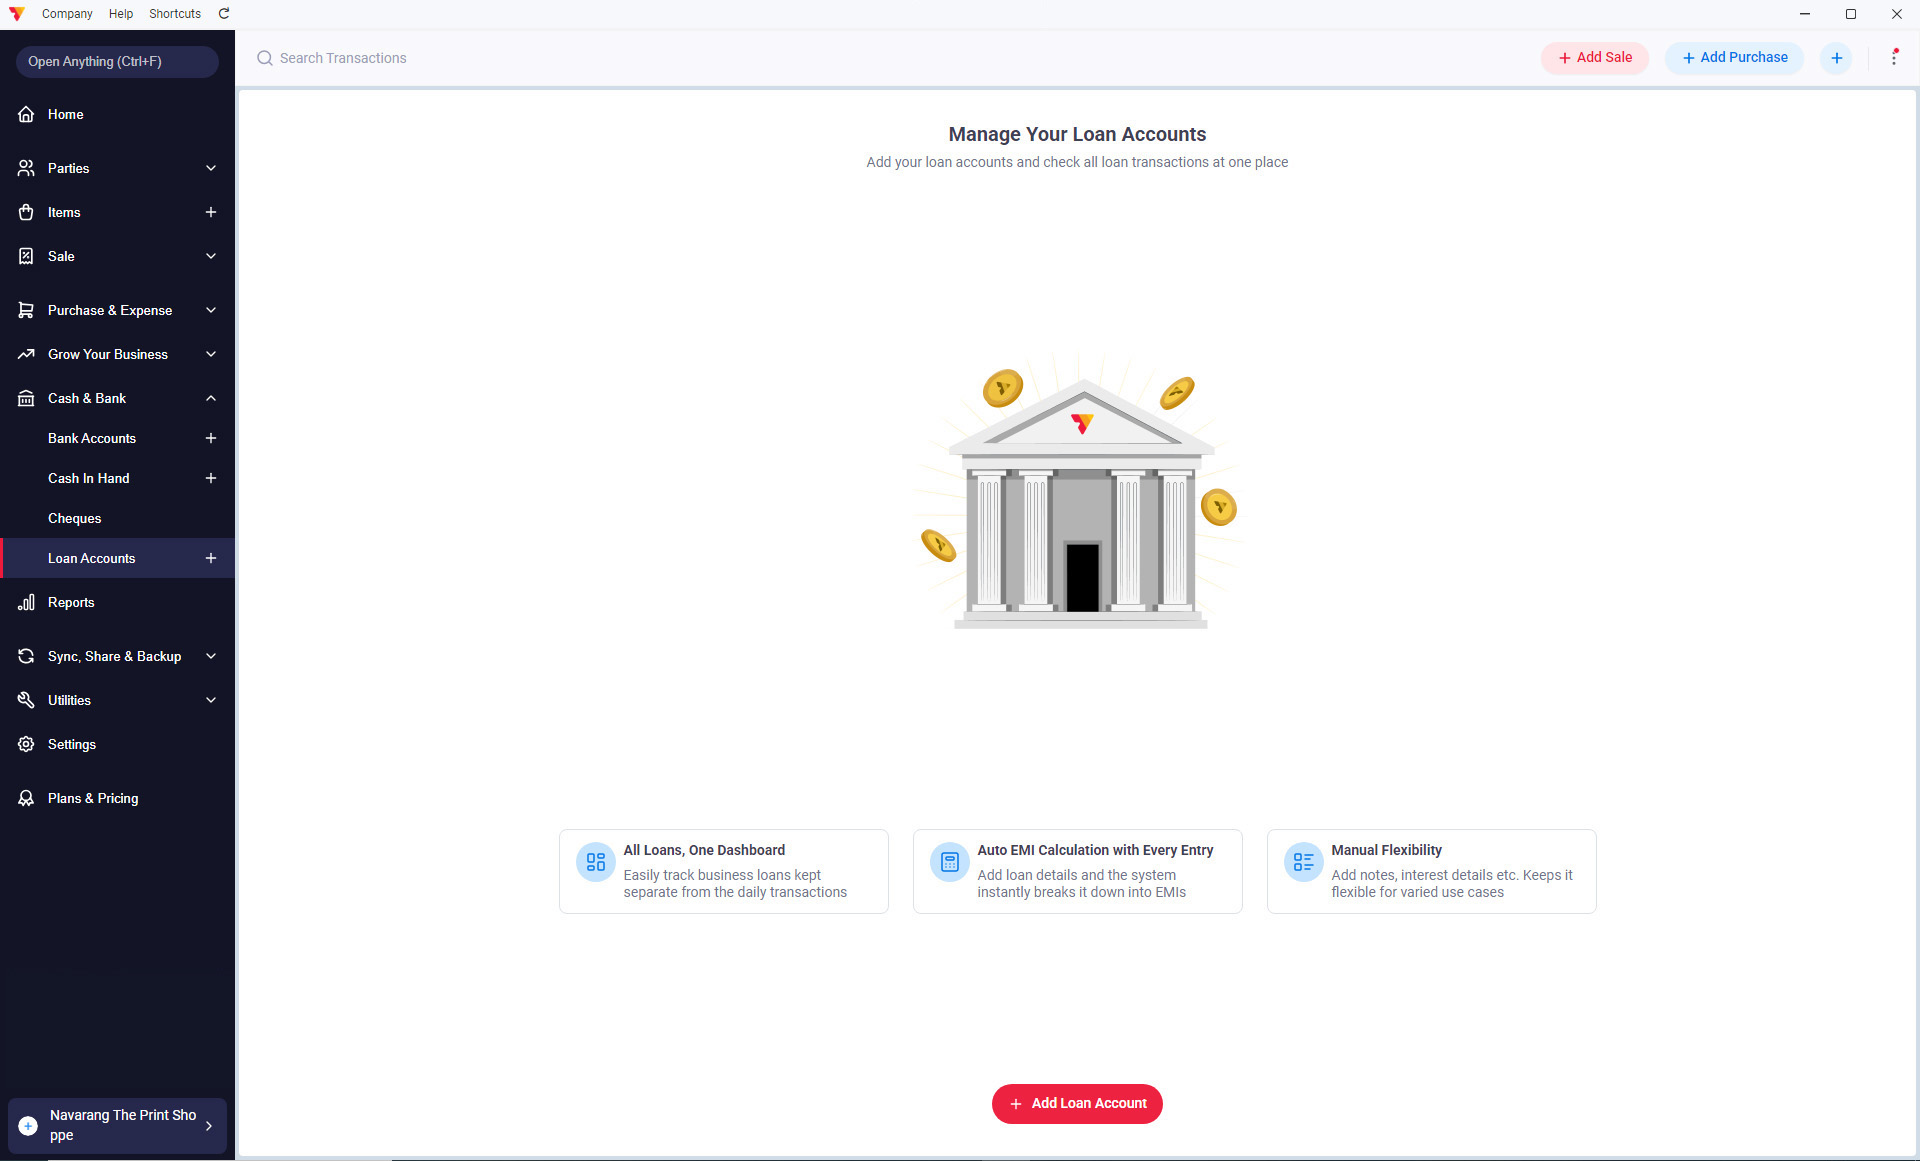 Company Help Shortcuts
Open Anything (Ctrl+F)
Search Transactions
+ Add Sale
+ Add Purchase
Home
Parties
Items
Sale
Purchase & Expense
Grow Your Business
Cash & Bank
Bank Accounts
Cash In Hand
Cheques
Loan Accounts
Reports
Sync, Share & Backup
Utilities
Settings
Plans & Pricing
Navarang The Print Sho
ppe
Manage Your Loan Accounts
Add your loan accounts and check all loan transactions at one place
All Loans, One Dashboard
Easily track business loans kept
separate from the daily transactions
Auto EMI Calculation with Every Entry
Add loan details and the system
instantly breaks it down into EMIs
Manual Flexibility
Add notes, interest details etc. Keeps it
flexible for varied use cases
+ Add Loan Account